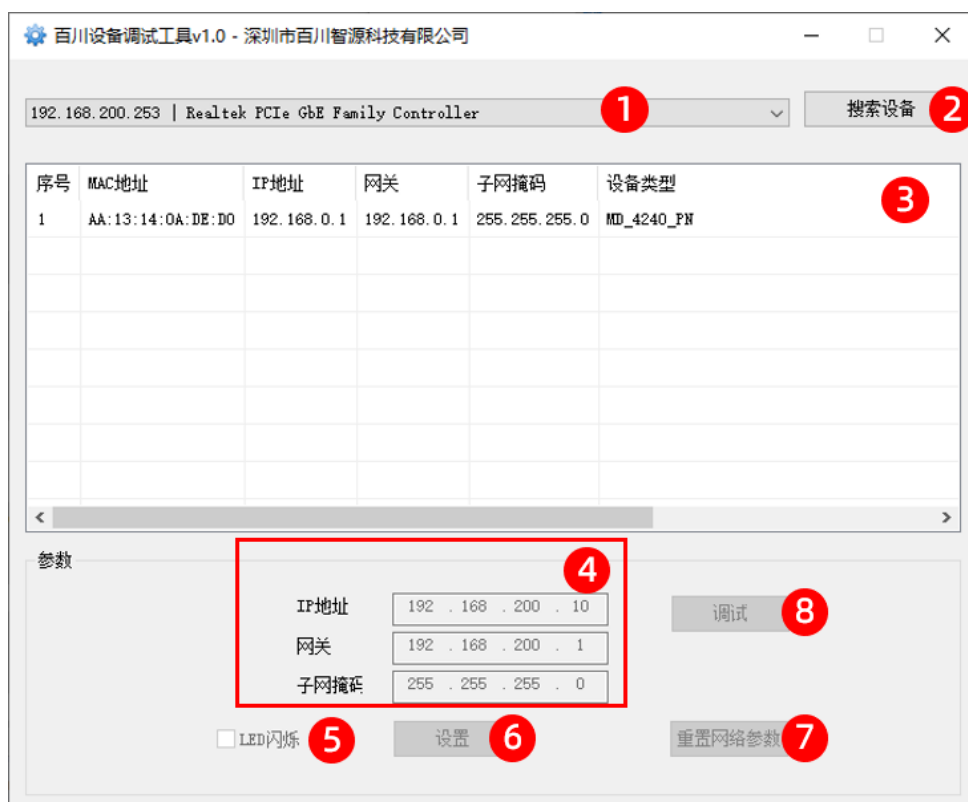 百川设备调试工具v1.0 - 深圳市百川智源科技有限公司
192.168.200.253 | Realtek PCIe GbE Family Controller 1 搜索设备 2
序号 MAC地址 IP地址 网关 子网掩码 设备类型 3
1 AA:13:14:0A:DE:D0 192.168.0.1 192.168.0.1 255.255.255.0 MD_4240_PN
参数
4
IP地址 192 . 168 . 200 . 10 调试 8
网关 192 . 168 . 200 . 1
子网掩码 255 . 255 . 255 . 0
LED闪烁 5 设置 6 重置网络参数 7